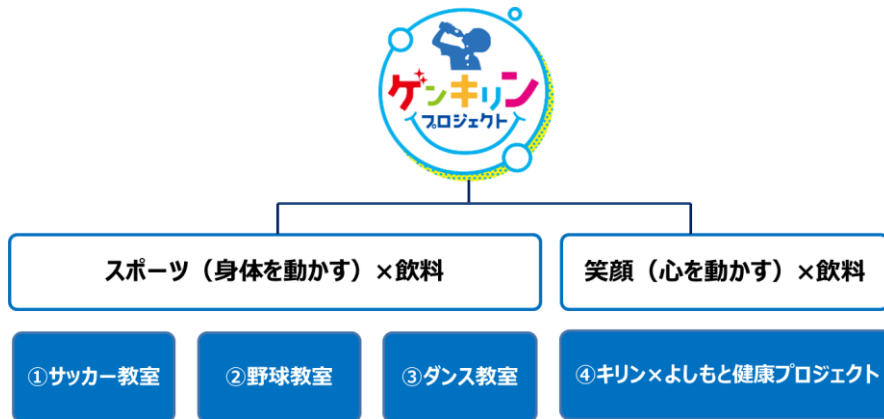 ゲンキリン
プロジェクト
スポーツ（身体を動かす）×飲料
笑顔（心を動かす）×飲料
①サッカー教室
②野球教室
③ダンス教室
④キリン×よしもと健康プロジェクト